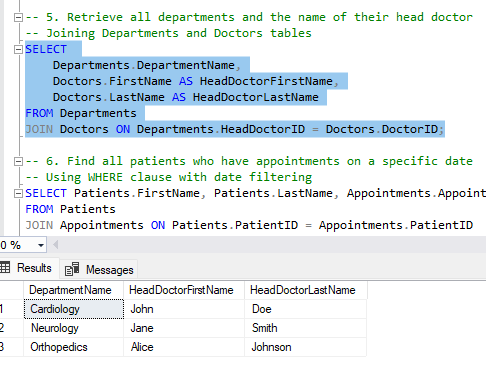 -- 5. Retrieve all departments and the name of their head doctor
-- Joining Departments and Doctors tables
SELECT
Departments.DepartmentName,
Doctors.FirstName AS HeadDoctorFirstName,
Doctors.LastName AS HeadDoctorLastName
FROM Departments
JOIN Doctors ON Departments.HeadDoctorID = Doctors.DoctorID;
-- 6. Find all patients who have appointments on a specific date
-- Using WHERE clause with date filtering
SELECT Patients.FirstName, Patients.LastName, Appointments.Appoint
FROM Patients
JOIN Appointments ON Patients.PatientID = Appointments.PatientID
0 %
Results Messages
DepartmentName HeadDoctorFirstName HeadDoctorLastName
1 Cardiology John Doe
2 Neurology Jane Smith
3 Orthopedics Alice Johnson